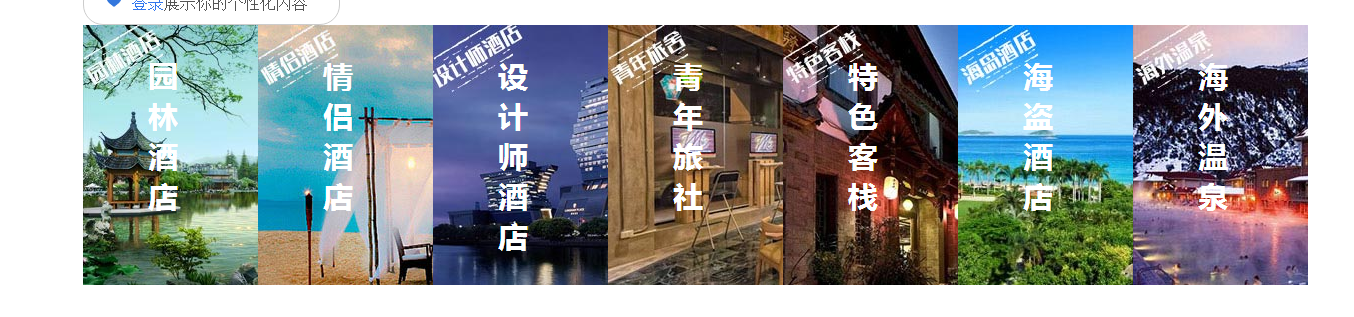 登录展示你的个性化内容
园林酒店
园林酒店
情侣酒店
情侣酒店
设计师酒店
设计师酒店
青年旅舍
青年旅社
特色客栈
特色客栈
海岛酒店
海盗酒店
海外温泉
海外温泉